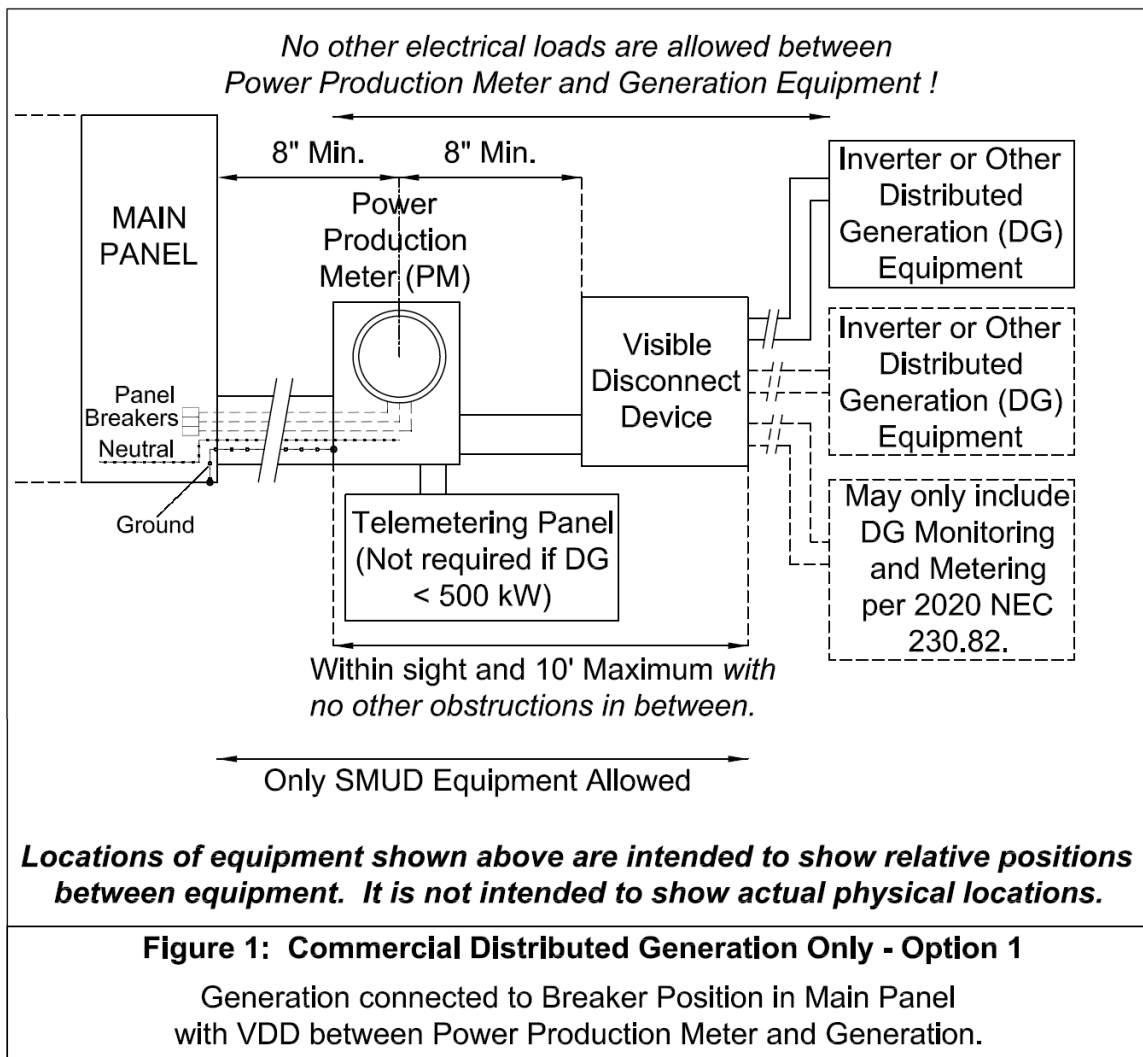 No other electrical loads are allowed between
Power Production Meter and Generation Equipment !
8" Min.
8" Min.
MAIN
PANEL
Power
Production
Meter (PM)
Inverter or Other
Distributed
Generation (DG)
Equipment
Visible
Disconnect
Device
Inverter or Other
Distributed
Generation (DG)
Equipment
Panel
Breakers
Neutral
Ground
Telemetering Panel
(Not required if DG
< 500 kW)
May only include
DG Monitoring
and Metering
per 2020 NEC
230.82.
Within sight and 10' Maximum with
no other obstructions in between.
Only SMUD Equipment Allowed
Locations of equipment shown above are intended to show relative positions
between equipment. It is not intended to show actual physical locations.
Figure 1: Commercial Distributed Generation Only - Option 1
Generation connected to Breaker Position in Main Panel
with VDD between Power Production Meter and Generation.